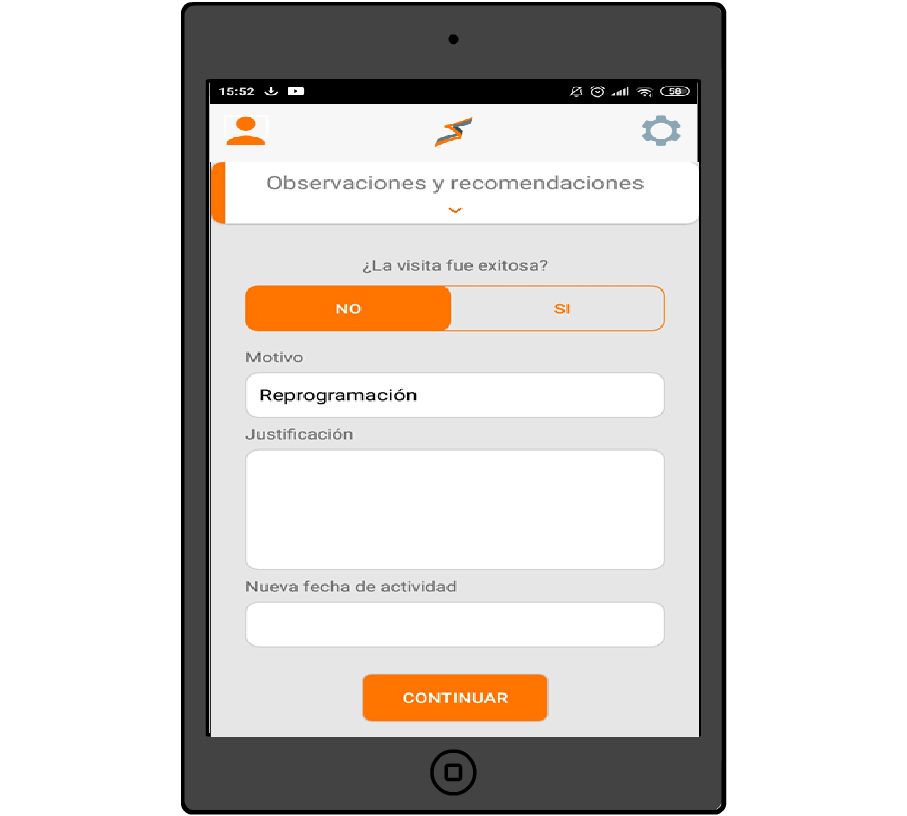 15:52
58
Observaciones y recomendaciones
¿La visita fue exitosa?
NO
SI
Motivo
Reprogramación
Justificación
Nueva fecha de actividad
CONTINUAR